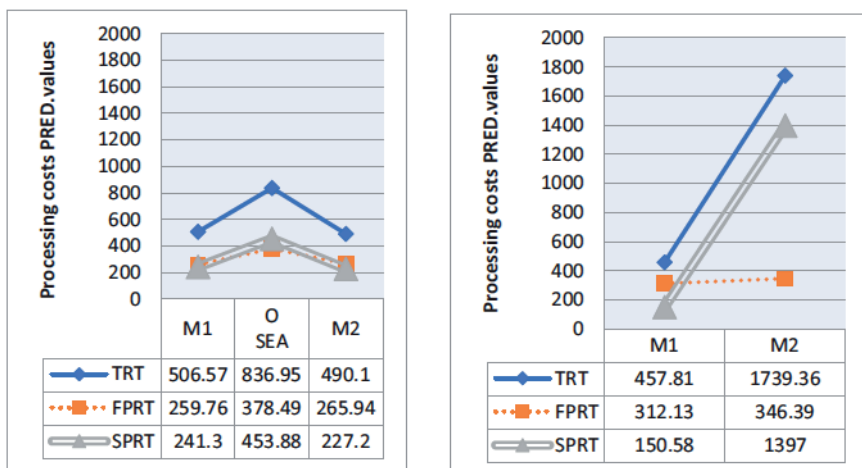 Processing costs PRED.values
2000
1800
1600
1400
1200
1000
800
600
400
200
0
M1 O SEA M2
TRT 506.57 836.95 490.1
FPRT 259.76 378.49 265.94
SPRT 241.3 453.88 227.2
Processing costs PRED.values
2000
1800
1600
1400
1200
1000
800
600
400
200
0
M1 M2
TRT 457.81 1739.36
FPRT 312.13 346.39
SPRT 150.58 1397